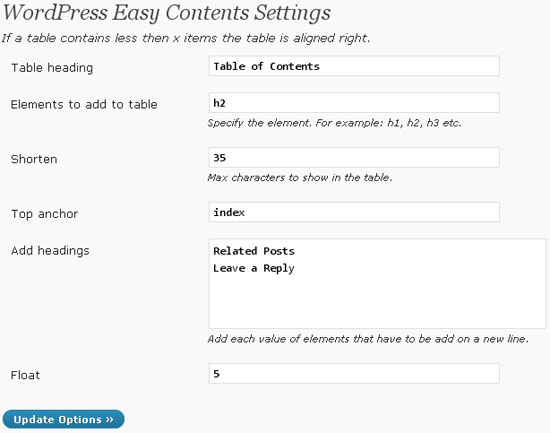 WordPress Easy Contents Settings
If a table contains less then x items the table is aligned right.
Table heading
Table of Contents
Elements to add to table
h2
Specify the element. For example: h1, h2, h3 etc.
Shorten
35
Max characters to show in the table.
Top anchor
index
Add headings
Related Posts
Leave a Reply
Add each value of elements that have to be add on a new line.
Float
5
Update Options »